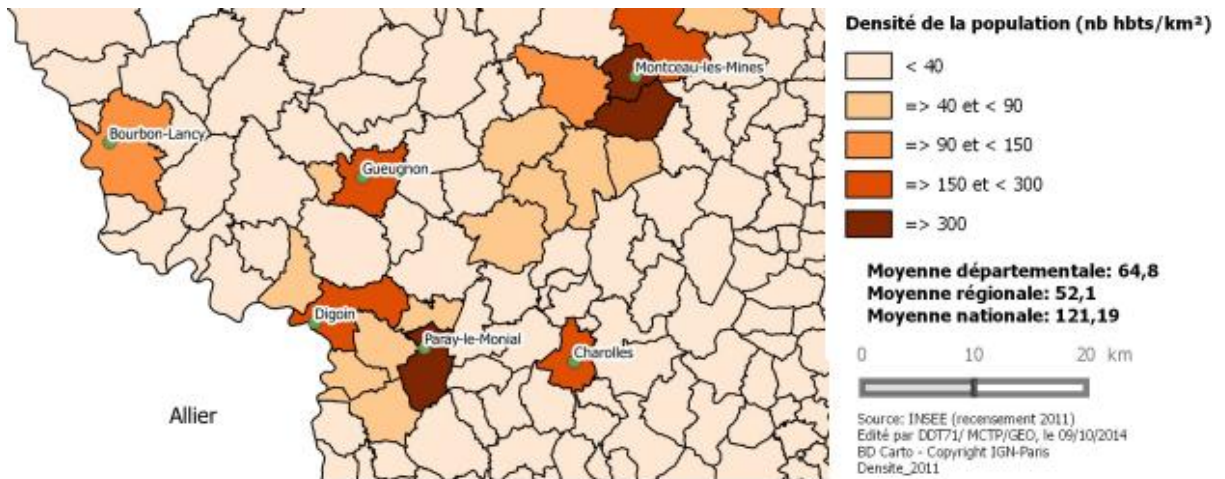 Montceau-les-Mines
Bourbon-Lancy
Gueugnon
Digoin
Paray-le-Monial
Charolles
Allier
Densité de la population (nb hbts/km²)
< 40
=> 40 et < 90
=> 90 et < 150
=> 150 et < 300
=> 300
Moyenne départementale: 64,8
Moyenne régionale: 52,1
Moyenne nationale: 121,19
0 10 20 km
Source: INSEE (recensement 2011)
Edité par DDT71/ MCTP/GEO, le 09/10/2014
BD Carto - Copyright IGN-Paris
Densite_2011